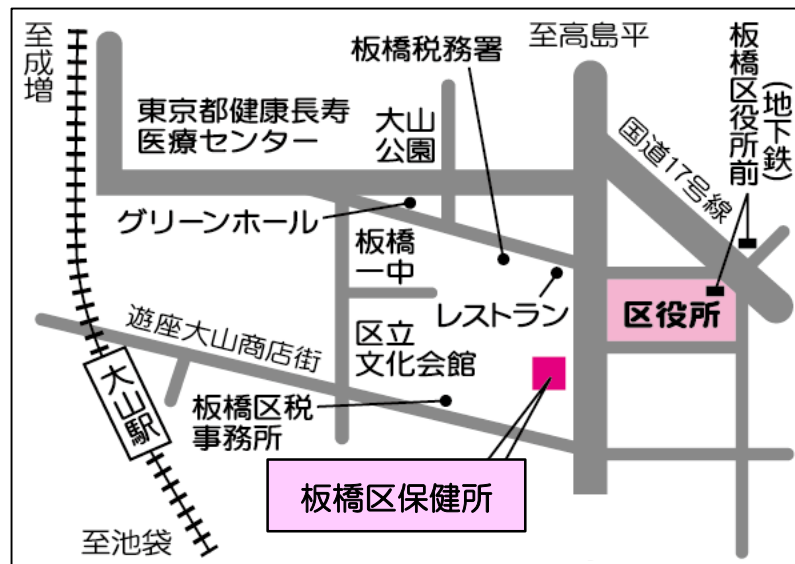 至成増
東京都健康長寿
医療センター
板橋税務署
大山
公園
至高島平
板橋区役所前
(地下鉄)
国道17号線
グリーンホール
板橋
一中
レストラン
区役所
遊座大山商店街
区立
文化会館
大山駅
板橋区税
事務所
板橋区保健所
至池袋